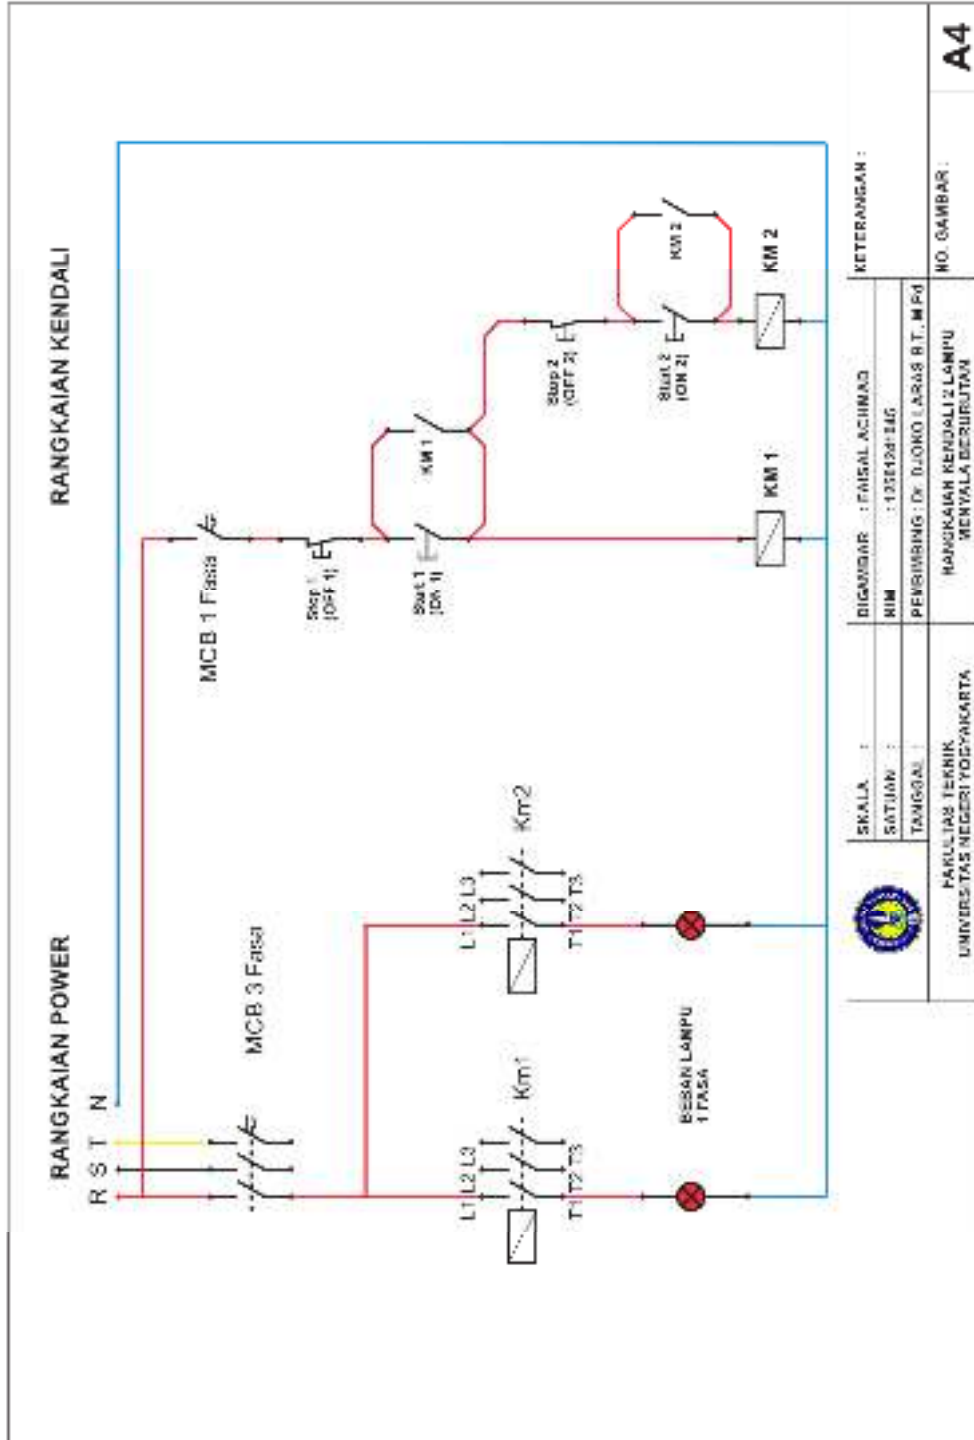 RANGKAIAN POWER
RANGKAIAN KENDALI
R S T N
MCB 3 Fasa
MCB 1 Fasa
Stop 1
(OFF 1)
Start 1
(ON 1)
KM 1
Stop 2
(OFF 2)
Start 2
(ON 2)
KM 2
L1 L2 L3
Km1
T1 T2 T3
L1 L2 L3
Km2
T1 T2 T3
BEBAN LAMPU
1 FASA
KM 1
KM 2
SKALA :
SATUAN :
TANGGAL :
DIGAMBAR : FAISAL ACHMAD
NIM :
PEMBIMBING : Dr. DJOKO LARAS B.T., M.Pd
KETERANGAN :
FAKULTAS TEKNIK
UNIVERSITAS NEGERI YOGYAKARTA
RANGKAIAN KENDALI 2 LAMPU
MENYALA BERURUTAN
NO. GAMBAR :
A4